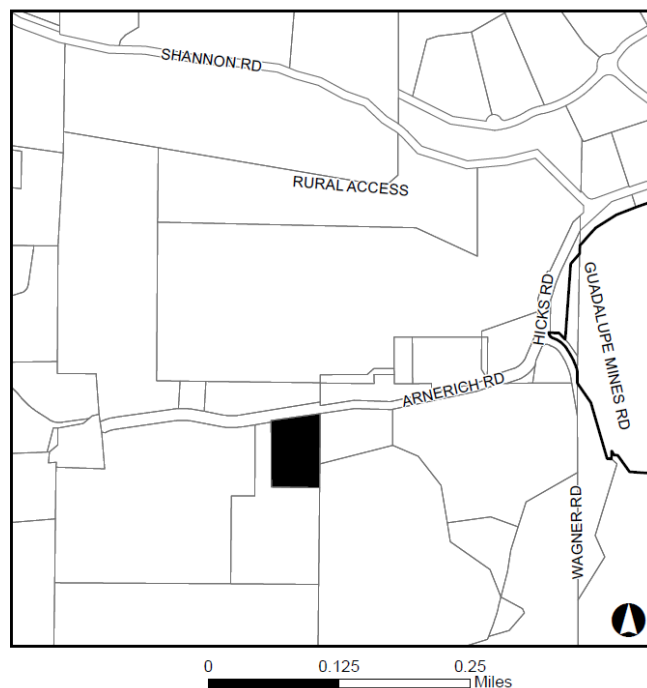 SHANNON RD
RURAL ACCESS
HICKS RD
GUADALUPE MINES RD
ARNERICH RD
WAGNER RD
0 0.125 0.25
Miles